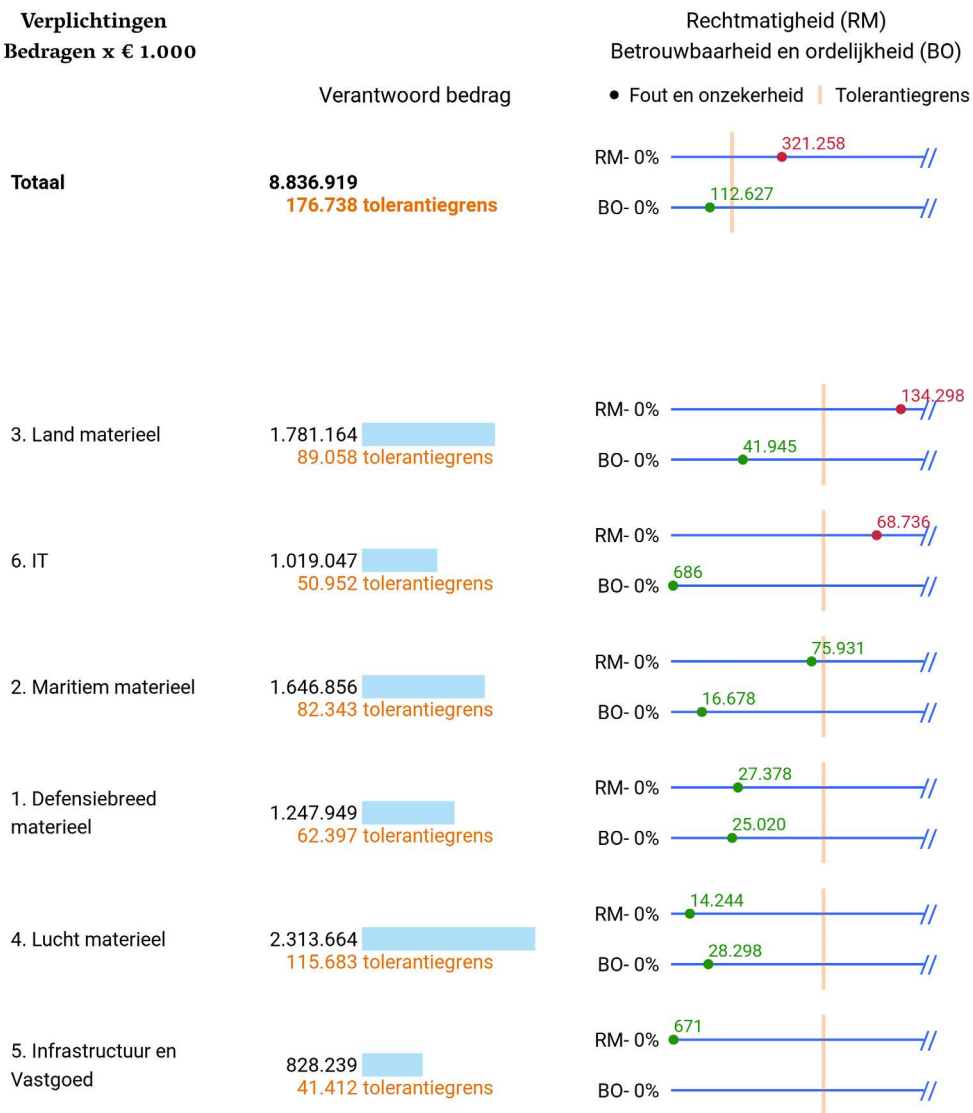 Verplichtingen
Bedragen x € 1.000
Rechtmatigheid (RM)
Betrouwbaarheid en ordelijkheid (BO)
Verantwoord bedrag
Fout en onzekerheid
Tolerantiegrens
Totaal
8.836.919
176.738 tolerantiegrens
RM- 0%
321.258
BO- 0%
112.627
3. Land materieel
1.781.164
89.058 tolerantiegrens
RM- 0%
134.298
BO- 0%
41.945
6. IT
1.019.047
50.952 tolerantiegrens
RM- 0%
68.736
BO- 0%
686
2. Maritiem materieel
1.646.856
82.343 tolerantiegrens
RM- 0%
75.931
BO- 0%
16.678
1. Defensiebreed
materieel
1.247.949
62.397 tolerantiegrens
RM- 0%
27.378
BO- 0%
25.020
4. Lucht materieel
2.313.664
115.683 tolerantiegrens
RM- 0%
14.244
BO- 0%
28.298
5. Infrastructuur en
Vastgoed
828.239
41.412 tolerantiegrens
RM- 0%
671
BO- 0%